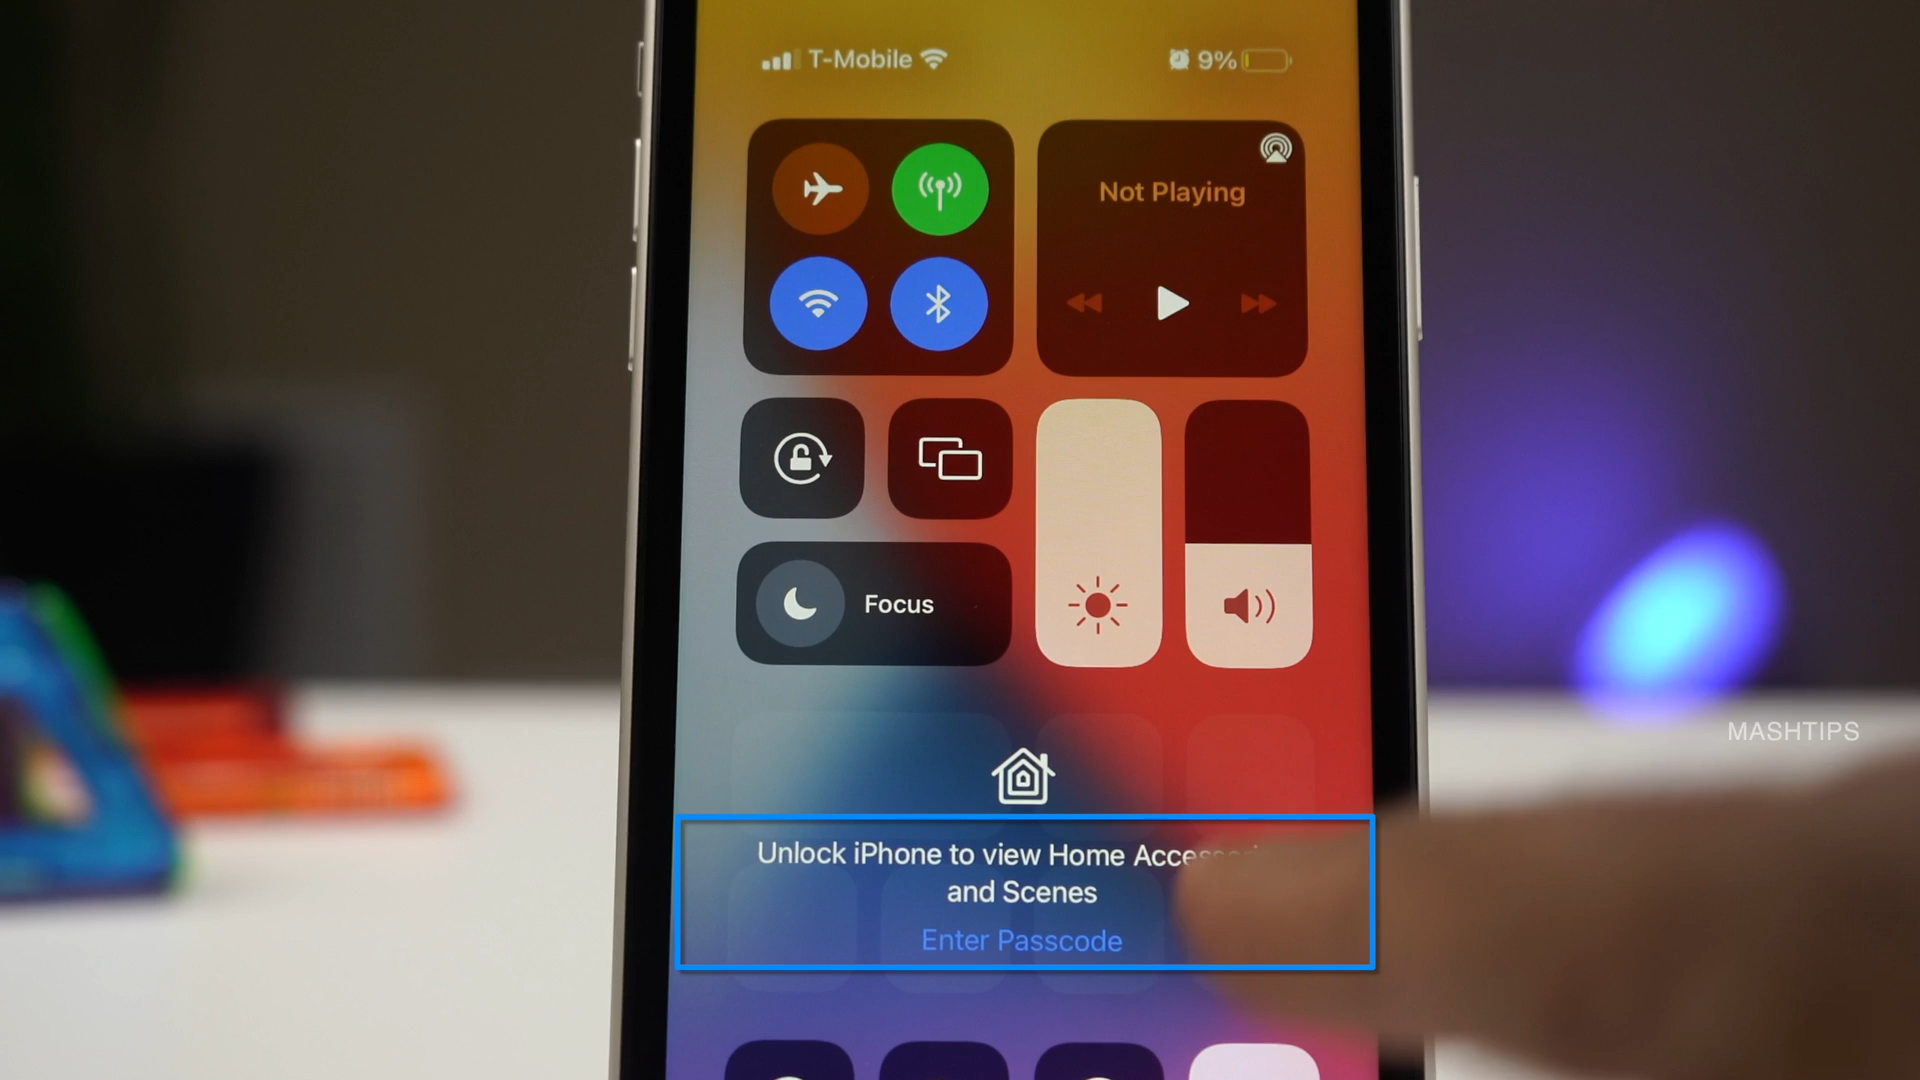 T-Mobile 9%
Not Playing
Focus
MASHTIPS
Unlock iPhone to view Home
and Scenes
Enter Passcode